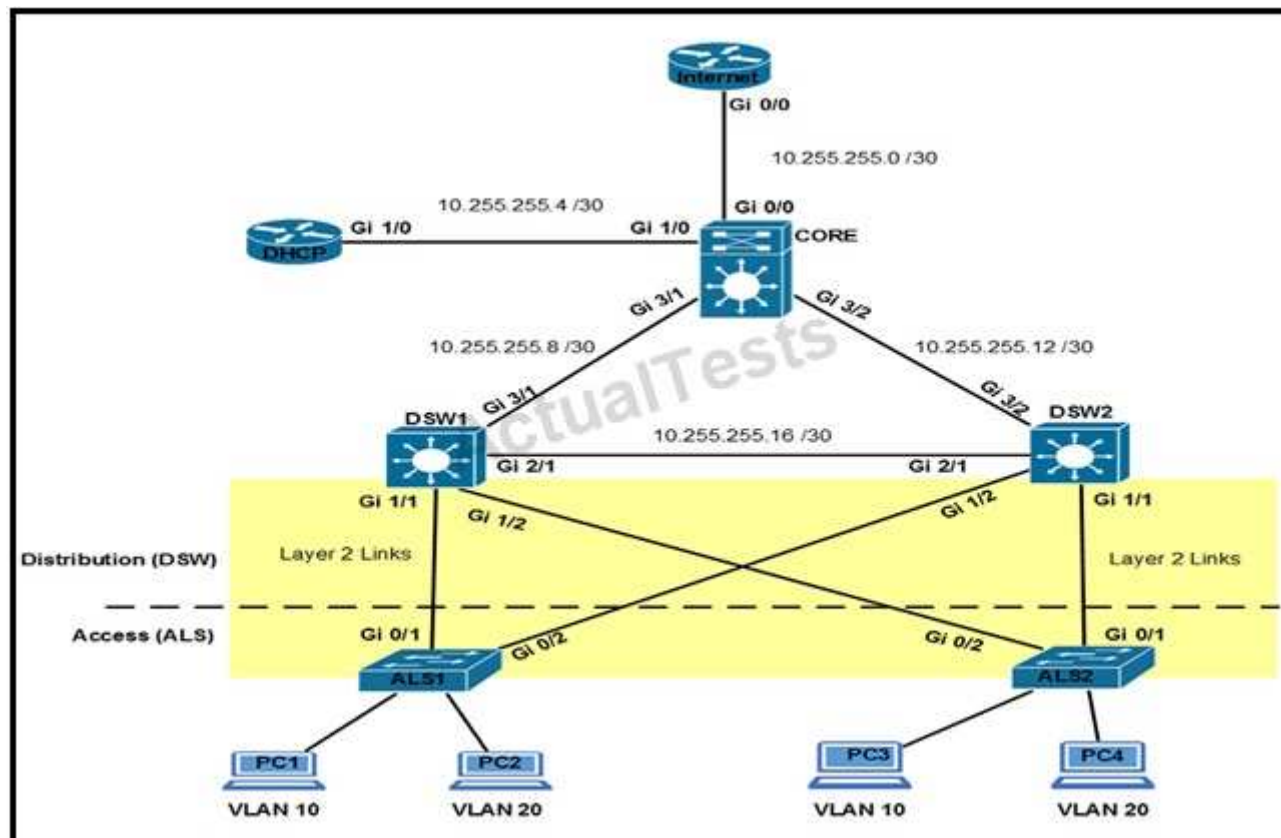 Internet
Gi 0/0
10.255.255.0 /30
10.255.255.4 /30
Gi 0/0
Gi 1/0
Gi 1/0
CORE
DHCP
Gi 3/1
Gi 3/2
10.255.255.8 /30
10.255.255.12 /30
ActualTests
Gi 3/1
Gi 3/2
DSW1
DSW2
10.255.255.16 /30
Gi 2/1
Gi 2/1
Gi 1/1
Gi 1/2
Gi 1/2
Gi 1/1
Layer 2 Links
Layer 2 Links
Distribution (DSW)
Access (ALS)
Gi 0/1
Gi 0/2
Gi 0/2
Gi 0/1
ALS1
ALS2
PC1
PC2
PC3
PC4
VLAN 10
VLAN 20
VLAN 10
VLAN 20